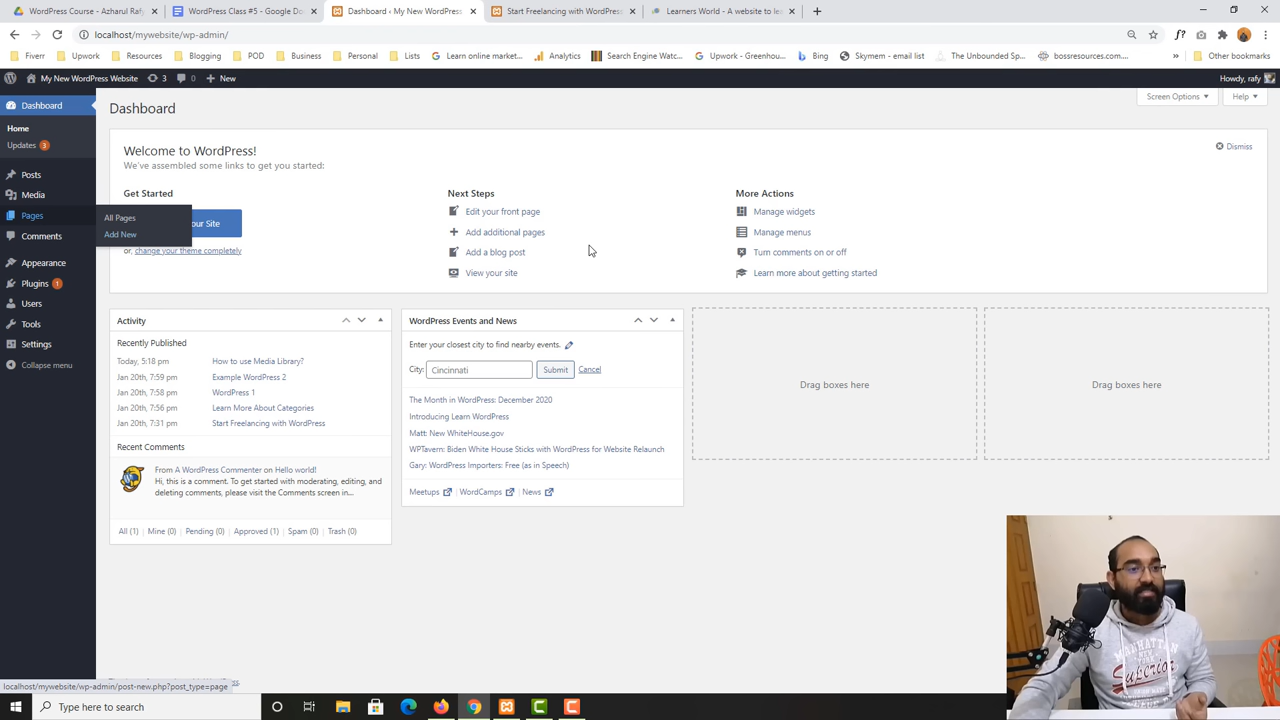 WordPress Course - Azharul Rafy
WordPress Class #5 - Google Do
Dashboard ‹ My New WordPress
Start Freelancing with WordPress
Learners World - A website to lea
localhost/mywebsite/wp-admin/
Fiverr
Upwork
Blogging
POD
Business
Personal
Lists
Learn online market...
Analytics
Search Engine Watc...
Upwork - Greenhou...
Bing
Skymem - email list
The Unbounded Sp...
bossresources.com...
Other bookmarks
My New WordPress Website
3
0
New
Howdy, rafy
Dashboard
Home
Updates 3
Posts
Media
Pages
Comments
Appearance
Plugins 1
Users
Tools
Settings
Collapse menu
All Pages
Add New
Dashboard
Screen Options
Help
Welcome to WordPress!
We've assembled some links to get you started:
Dismiss
Get Started
our Site
or, change your theme completely
Next Steps
Edit your front page
Add additional pages
Add a blog post
View your site
More Actions
Manage widgets
Manage menus
Turn comments on or off
Learn more about getting started
Activity
Recently Published
Today, 5:18 pm How to use Media Library?
Jan 20th, 7:59 pm Example WordPress 2
Jan 20th, 7:58 pm WordPress 1
Jan 20th, 7:56 pm Learn More About Categories
Jan 20th, 7:31 pm Start Freelancing with WordPress
Recent Comments
From A WordPress Commenter on Hello world!
Hi, this is a comment. To get started with moderating, editing, and
deleting comments, please visit the Comments screen in...
All (1) | Mine (0) | Pending (0) | Approved (1) | Spam (0) | Trash (0)
WordPress Events and News
Enter your closest city to find nearby events.
City: Cincinnati Submit Cancel
The Month in WordPress: December 2020
Introducing Learn WordPress
Matt: New WhiteHouse.gov
WPTavern: Biden White House Sticks with WordPress for Website Relaunch
Gary: WordPress Importers: Free (as in Speech)
Meetups | WordCamps | News
Drag boxes here
Drag boxes here
localhost/mywebsite/wp-admin/post-new.php?post_type=page
Type here to search
MANHATTAN
Superior